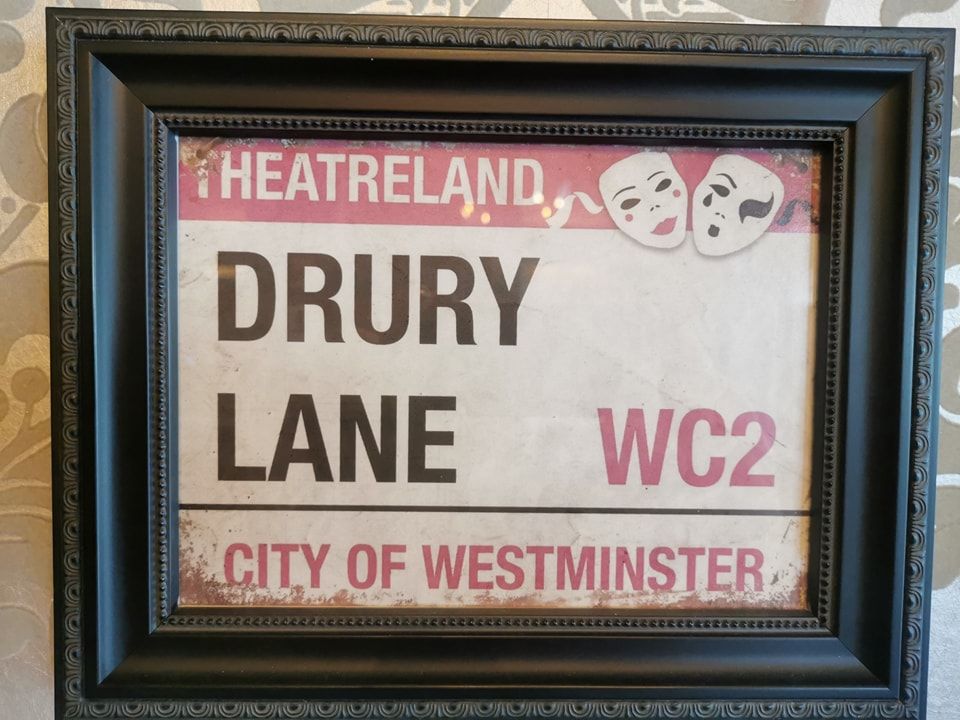 THEATRELAND
DRURY
LANE WC2
CITY OF WESTMINSTER